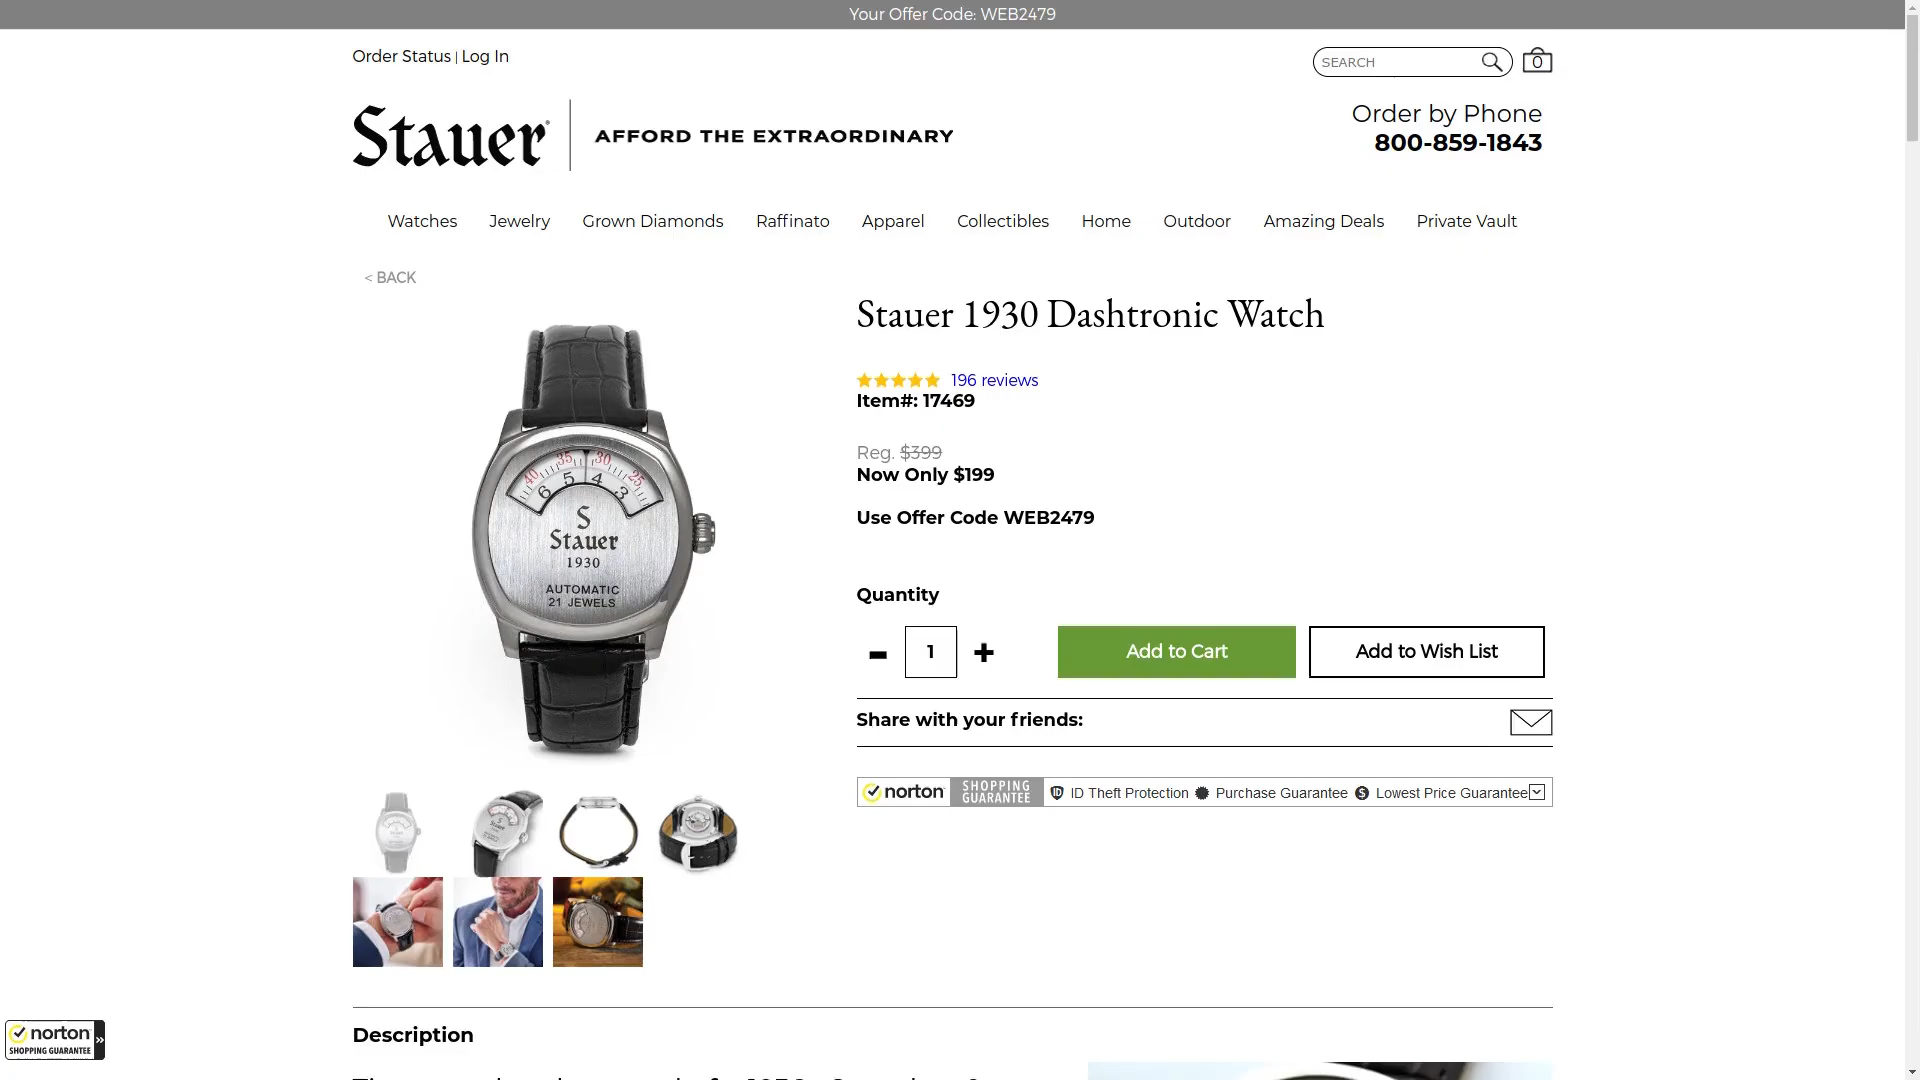 Your Offer Code: WEB2479
Order Status | Log In
SEARCH
0
Stauer® AFFORD THE EXTRAORDINARY
Order by Phone
800-859-1843
Watches Jewelry Grown Diamonds Raffinato Apparel Collectibles Home Outdoor Amazing Deals Private Vault
< BACK
Stauer 1930 Dashtronic Watch
196 reviews
Item#: 17469
Reg. $399
Now Only $199
Use Offer Code WEB2479
40 35 30 25
6 5 4 3
S
Stauer
1930
AUTOMATIC
21 JEWELS
Quantity
- 1 +
Add to Cart
Add to Wish List
Share with your friends:
norton SHOPPING GUARANTEE ID Theft Protection Purchase Guarantee $ Lowest Price Guarantee
norton »
SHOPPING GUARANTEE
Description